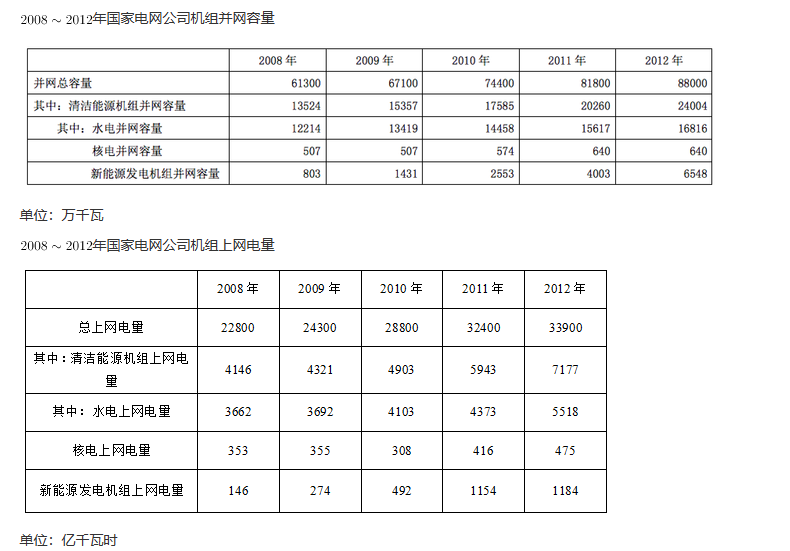 2008 ~ 2012年国家电网公司机组并网容量
2008 年 2009 年 2010 年 2011 年 2012 年
并网总容量 61300 67100 74400 81800 88000
其中：清洁能源机组并网容量 13524 15357 17585 20260 24004
其中：水电并网容量 12214 13419 14458 15617 16816
核电并网容量 507 507 574 640 640
新能源发电机组并网容量 803 1431 2553 4003 6548
单位：万千瓦
2008 ~ 2012年国家电网公司机组上网电量
2008 年 2009 年 2010 年 2011 年 2012 年
总上网电量 22800 24300 28800 32400 33900
其中：清洁能源机组上网电
量 4146 4321 4903 5943 7177
其中：水电上网电量 3662 3692 4103 4373 5518
核电上网电量 353 355 308 416 475
新能源发电机组上网电量 146 274 492 1154 1184
单位：亿千瓦时